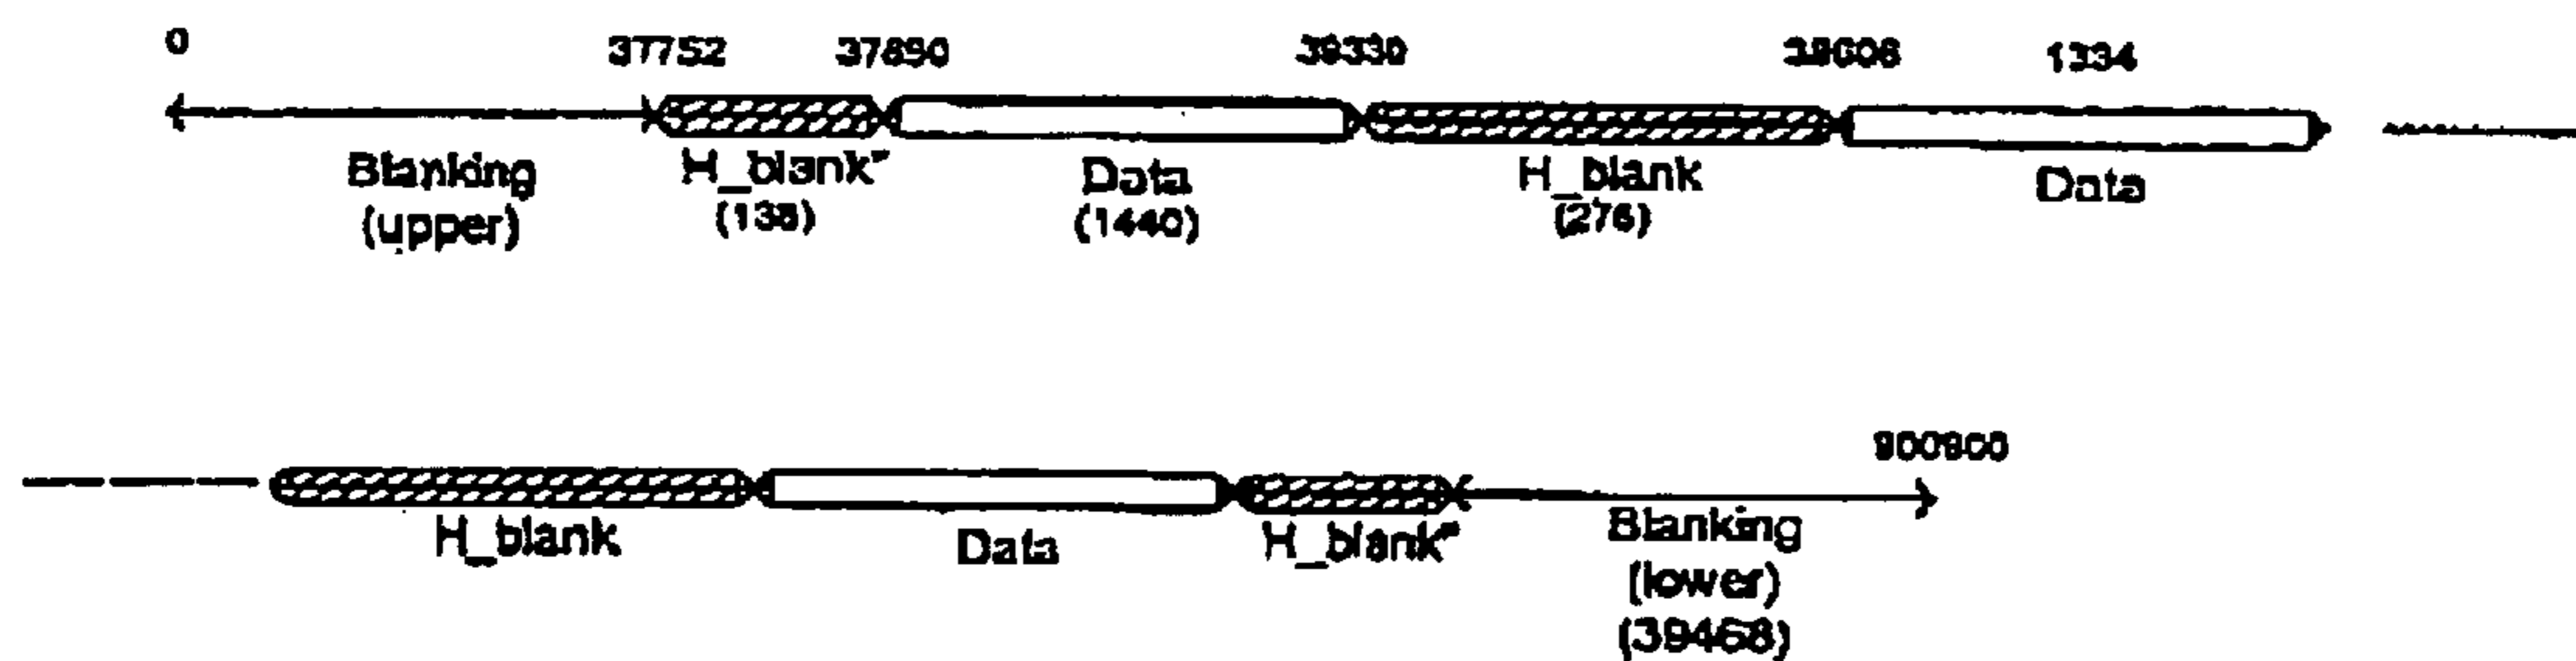 0 37752 37890 39330 39606 1334
Blanking H_blank* Data H_blank Data
(upper) (138) (1440) (276)
900900
H_blank Data H_blank* Blanking
(lower)
(39468)